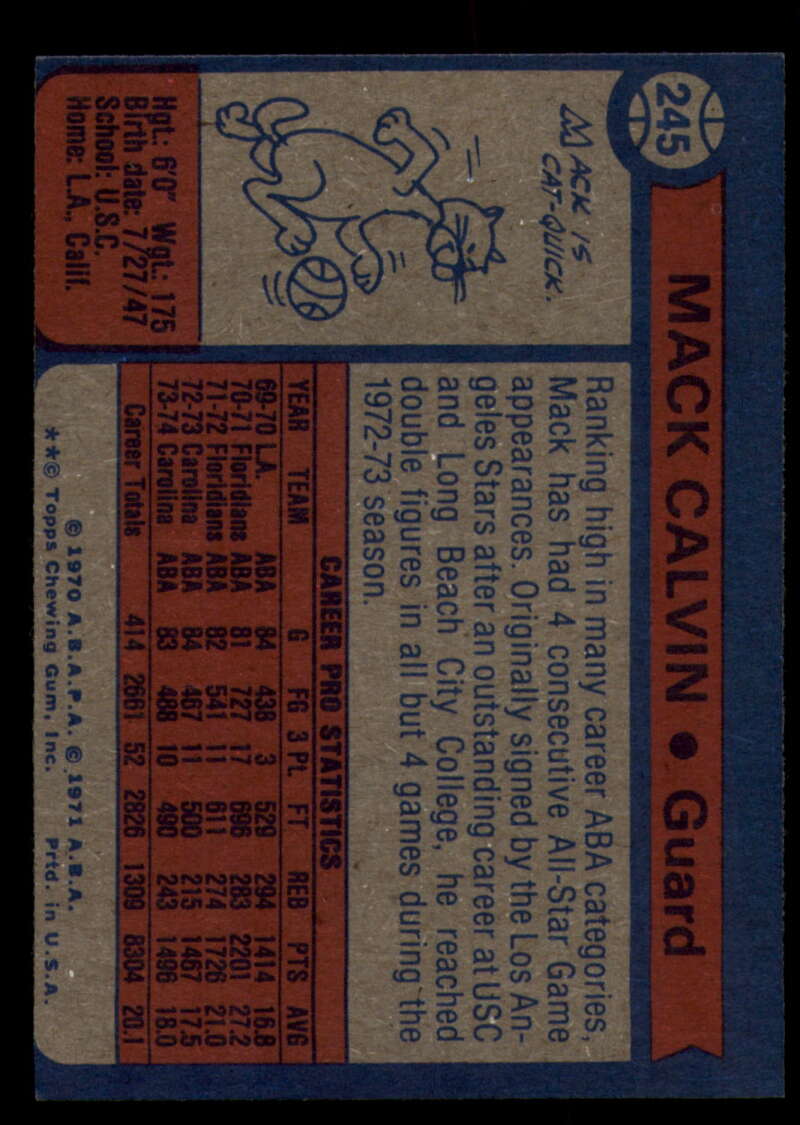 245
MACK CALVIN • Guard
MACK IS
CAT-QUICK.
Hgt.: 6'0" Wgt.: 175
Birth date: 7/27/47
School: U.S.C.
Home: L.A., Calif.
Ranking high in many career ABA categories,
Mack has had 4 consecutive All-Star Game
appearances. Originally signed by the Los An-
geles Stars after an outstanding career at USC
and Long Beach City College, he reached
double figures in all but 4 games during the
1972-73 season.
CAREER PRO STATISTICS
YEAR TEAM G FG 3 Pt. FT REB PTS AVG
69-70 L.A. ABA 84 438 3 529 294 1414 16.8
70-71 Floridians ABA 81 727 17 696 283 2201 27.2
71-72 Floridians ABA 82 541 11 611 274 1726 21.0
72-73 Carolina ABA 84 467 11 500 215 1467 17.5
73-74 Carolina ABA 83 488 10 490 243 1496 18.0
Career Totals 414 2661 52 2826 1309 8304 20.1
© 1970 A.B.A.P.A. © 1971 A.B.A.
**© Topps Chewing Gum, Inc. Prtd. in U.S.A.